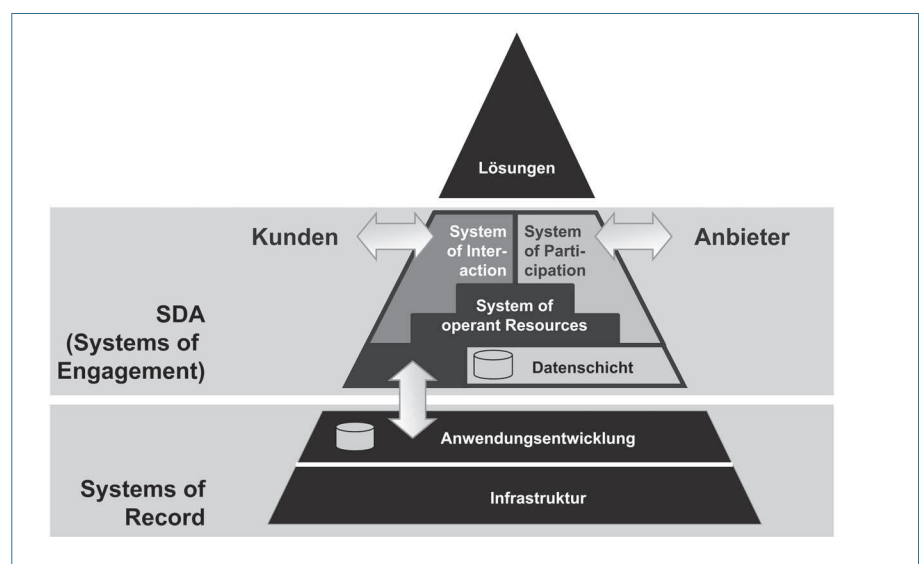 Lösungen
Kunden
System
of Inter-
action
System
of Parti-
cipation
Anbieter
SDA
(Systems of
Engagement)
System of
operant Resources
Datenschicht
Anwendungsentwicklung
Systems of
Record
Infrastruktur